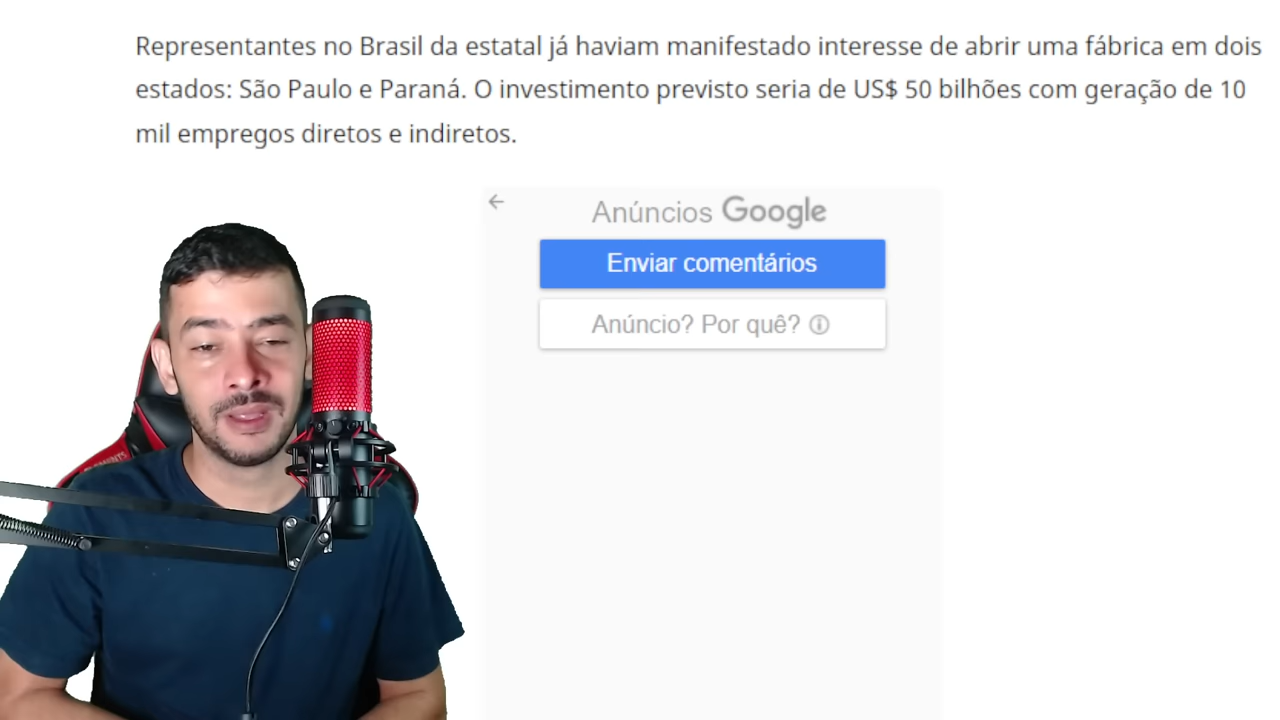 Representantes no Brasil da estatal já haviam manifestado interesse de abrir uma fábrica em dois
estados: São Paulo e Paraná. O investimento previsto seria de US$ 50 bilhões com geração de 10
mil empregos diretos e indiretos.
Anúncios Google
Enviar comentários
Anúncio? Por quê?